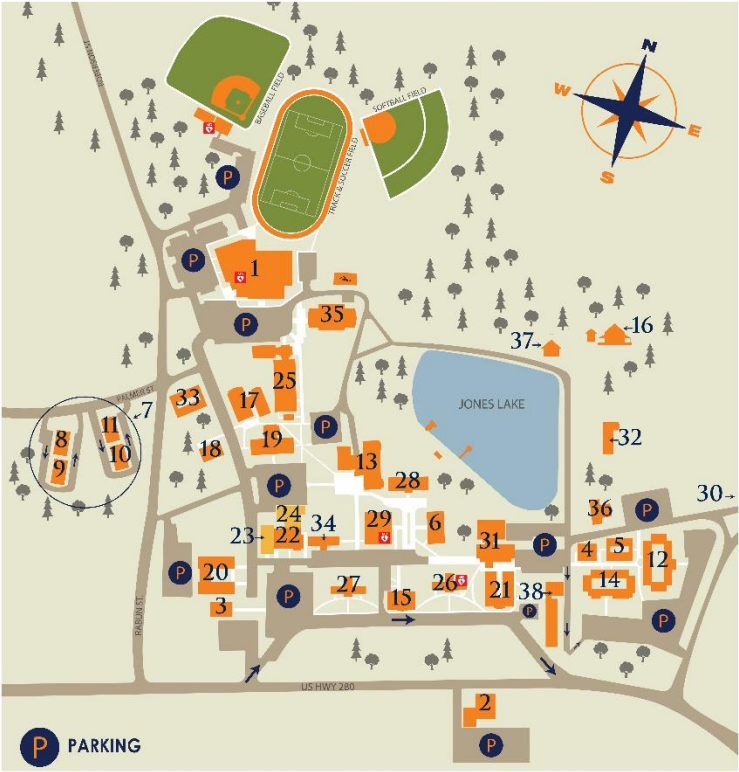 JOHNSON ST.
BASEBALL FIELD
TRACK & SOCCER FIELD
SOFTBALL FIELD
N
W
E
S
P
P
1
P
35
37
16
PALMER ST.
33
17
25
JONES LAKE
7
11
8
10
9
18
19
P
13
32
28
30
P
24
23
22
34
29
6
36
P
31
P
4
5
12
20
P
P
27
26
14
3
15
21
38
P
P
RABUN ST.
US HWY 280
2
P
P PARKING